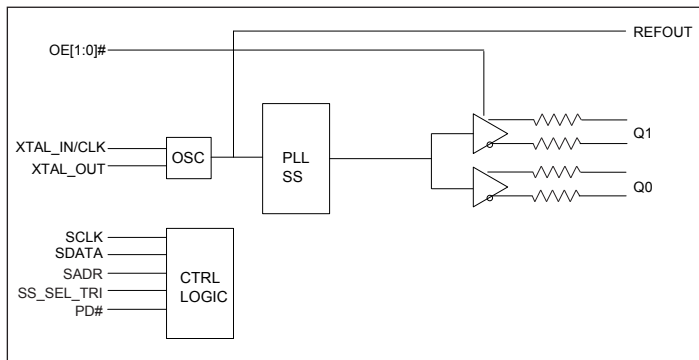 REFOUT
OE[1:0]#
XTAL_IN/CLK
XTAL_OUT
OSC
PLL
SS
Q1
Q0
SCLK
SDATA
SADR
SS_SEL_TRI
PD#
CTRL
LOGIC